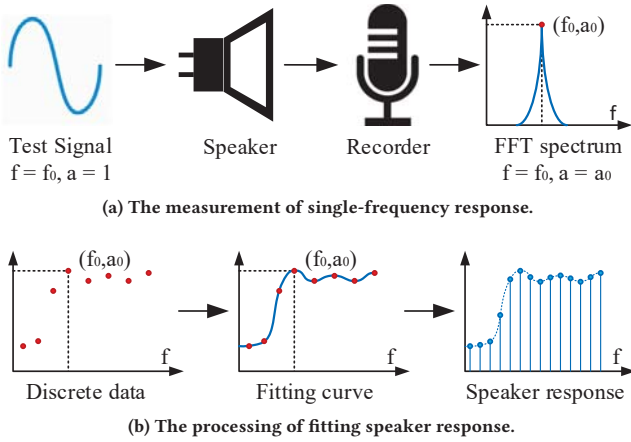 (f₀,a₀)
f
Test Signal
f = f₀, a = 1
Speaker
Recorder
FFT spectrum
f = f₀, a = a₀
(a) The measurement of single-frequency response.
(f₀,a₀)
f
Discrete data
(f₀,a₀)
f
Fitting curve
f
Speaker response
(b) The processing of fitting speaker response.